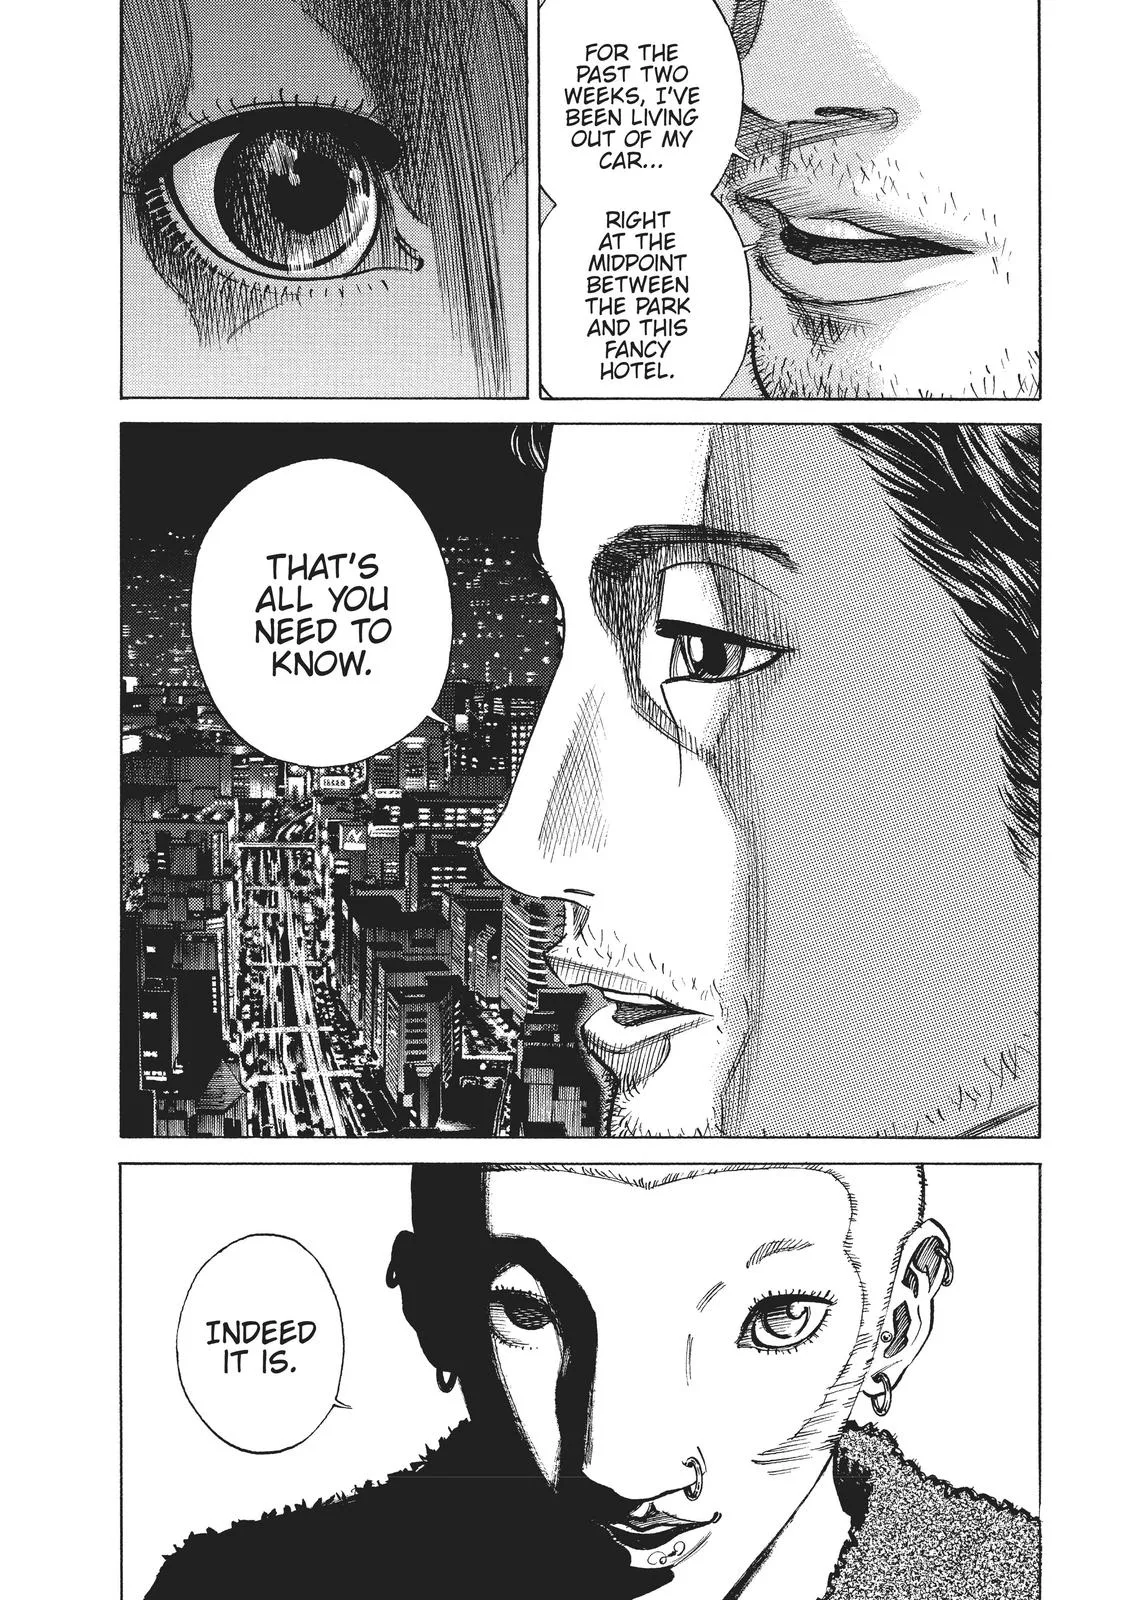 FOR THE
PAST TWO
WEEKS, I'VE
BEEN LIVING
OUT OF MY
CAR...
RIGHT
AT THE
MIDPOINT
BETWEEN
THE PARK
AND THIS
FANCY
HOTEL.
THAT'S
ALL YOU
NEED TO
KNOW.
INDEED
IT IS.